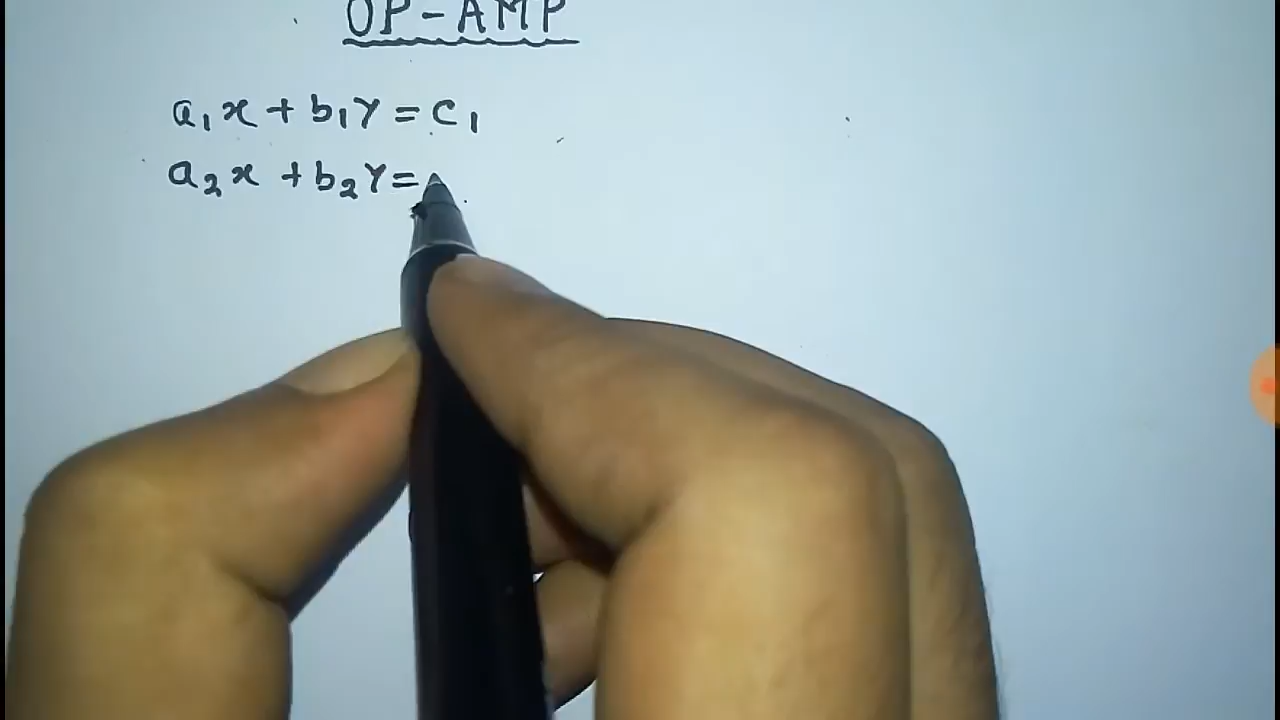 OP-AMP
a₁x + b₁y = c₁
a₂x + b₂y =